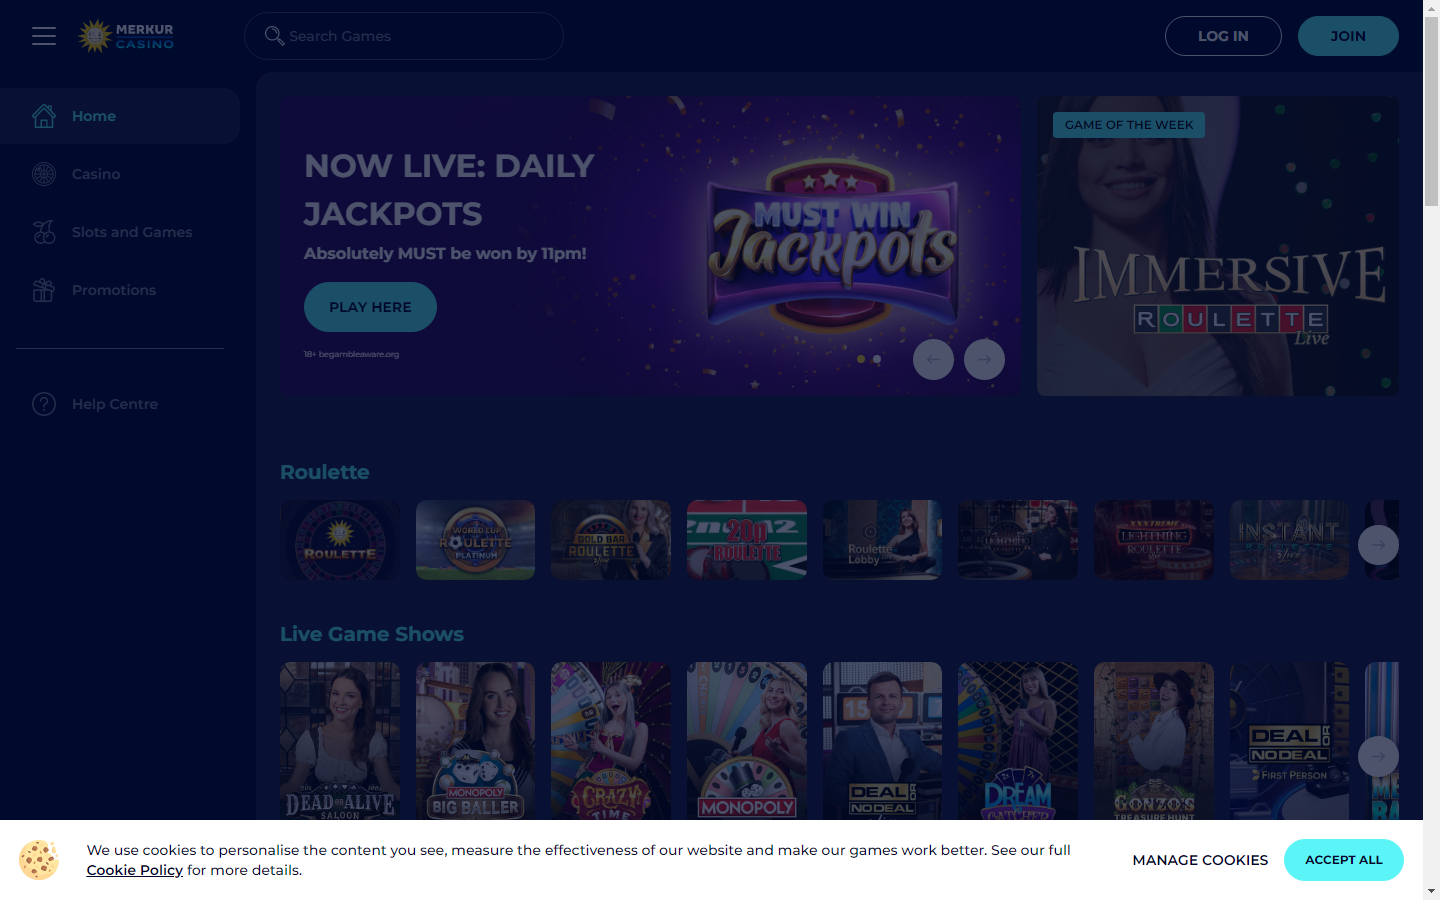 MERKUR
CASINO
Search Games
LOG IN
JOIN
Home
Casino
Slots and Games
Promotions
Help Centre
NOW LIVE: DAILY
JACKPOTS
Absolutely MUST be won by 11pm!
PLAY HERE
18+ begambleaware.org
MUST WIN
Jackpots
GAME OF THE WEEK
IMMERSIVE
ROULETTE
Live
Roulette
ROULETTE
WORLD CUP
ROULETTE
PLATINUM
GOLD BAR
ROULETTE
20p
ROULETTE
Roulette
Lobby
LIGHTNING
XXXTREME
LIGHTNING
ROULETTE
INSTANT
Live Game Shows
DEAD OR ALIVE
SALOON
MONOPOLY
BIG BALLER
CRAZY
TIME
MONOPOLY
DEAL OR
NO DEAL
DREAM
CATCHER
GONZO'S
TREASURE HUNT
DEAL OR
NO DEAL
FIRST PERSON
We use cookies to personalise the content you see, measure the effectiveness of our website and make our games work better. See our full
Cookie Policy for more details.
MANAGE COOKIES
ACCEPT ALL